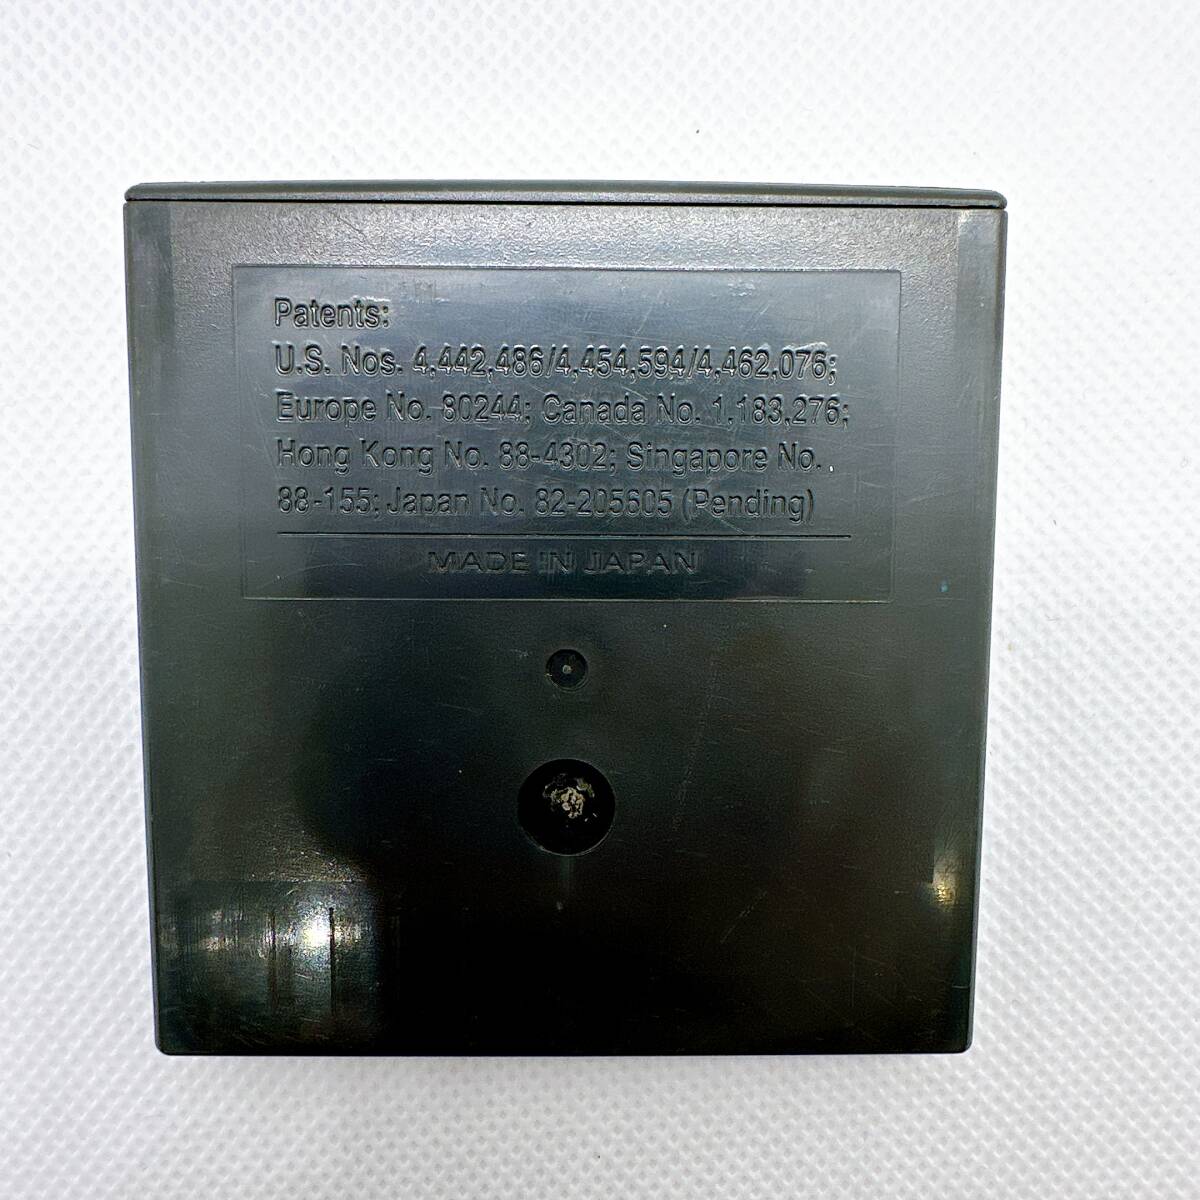 Patents:
U.S. Nos. 4,442,486/4,454,594/4,462,076;
Europe No. 80244; Canada No. 1,183,276;
Hong Kong No. 88-4302; Singapore No.
88-155; Japan No. 82-205605 (Pending)
MADE IN JAPAN